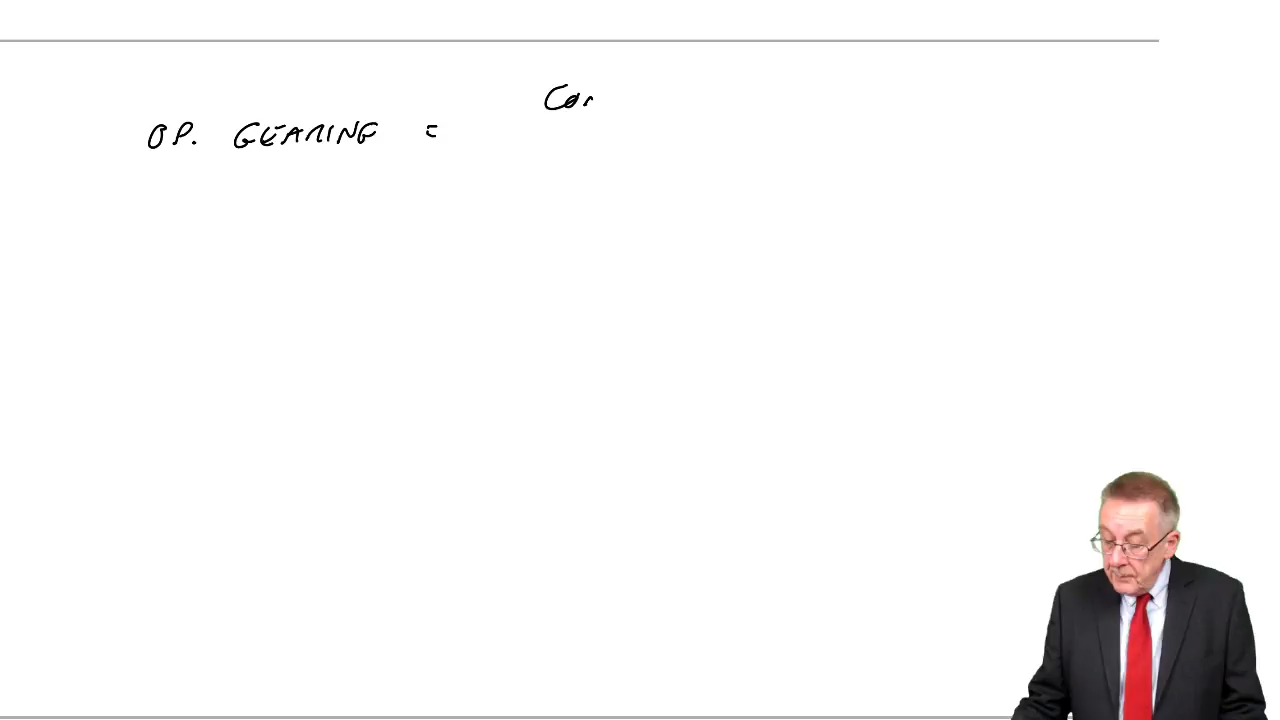 Con
OP. GEARING =